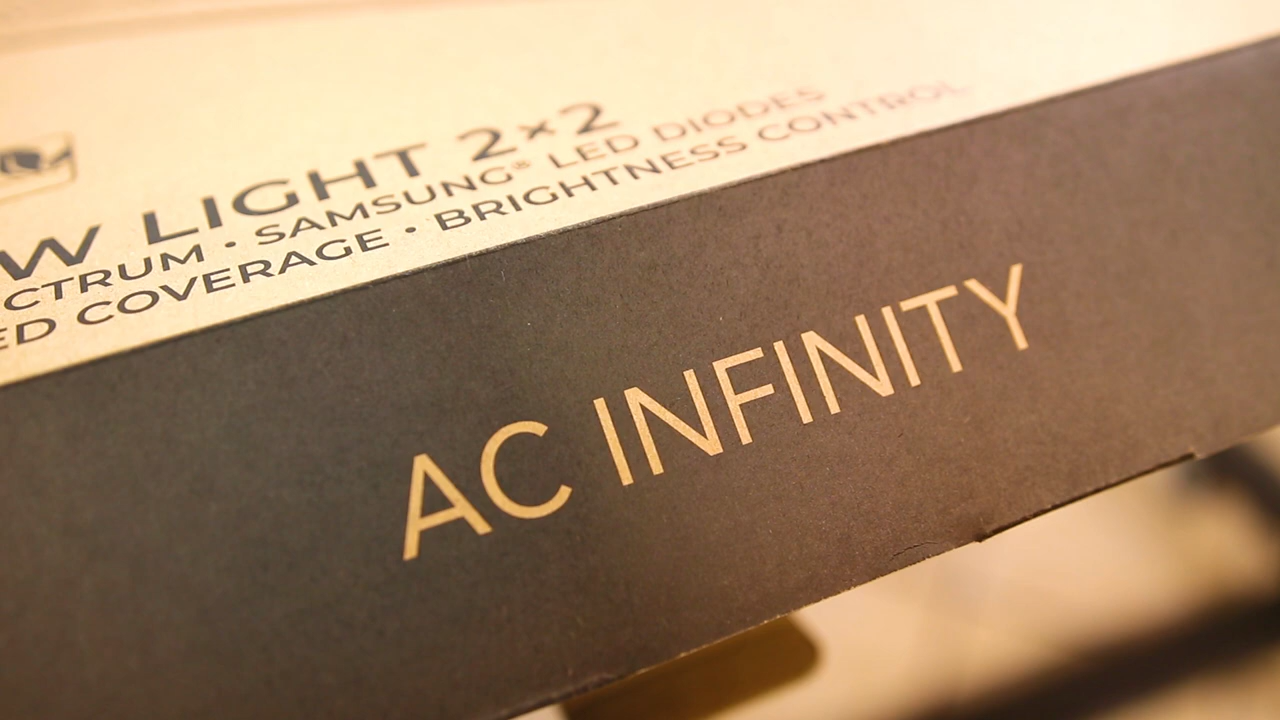 W LIGHT 2×2
CTRUM • SAMSUNG® LED DIODES
ED COVERAGE • BRIGHTNESS CONTROL
AC INFINITY